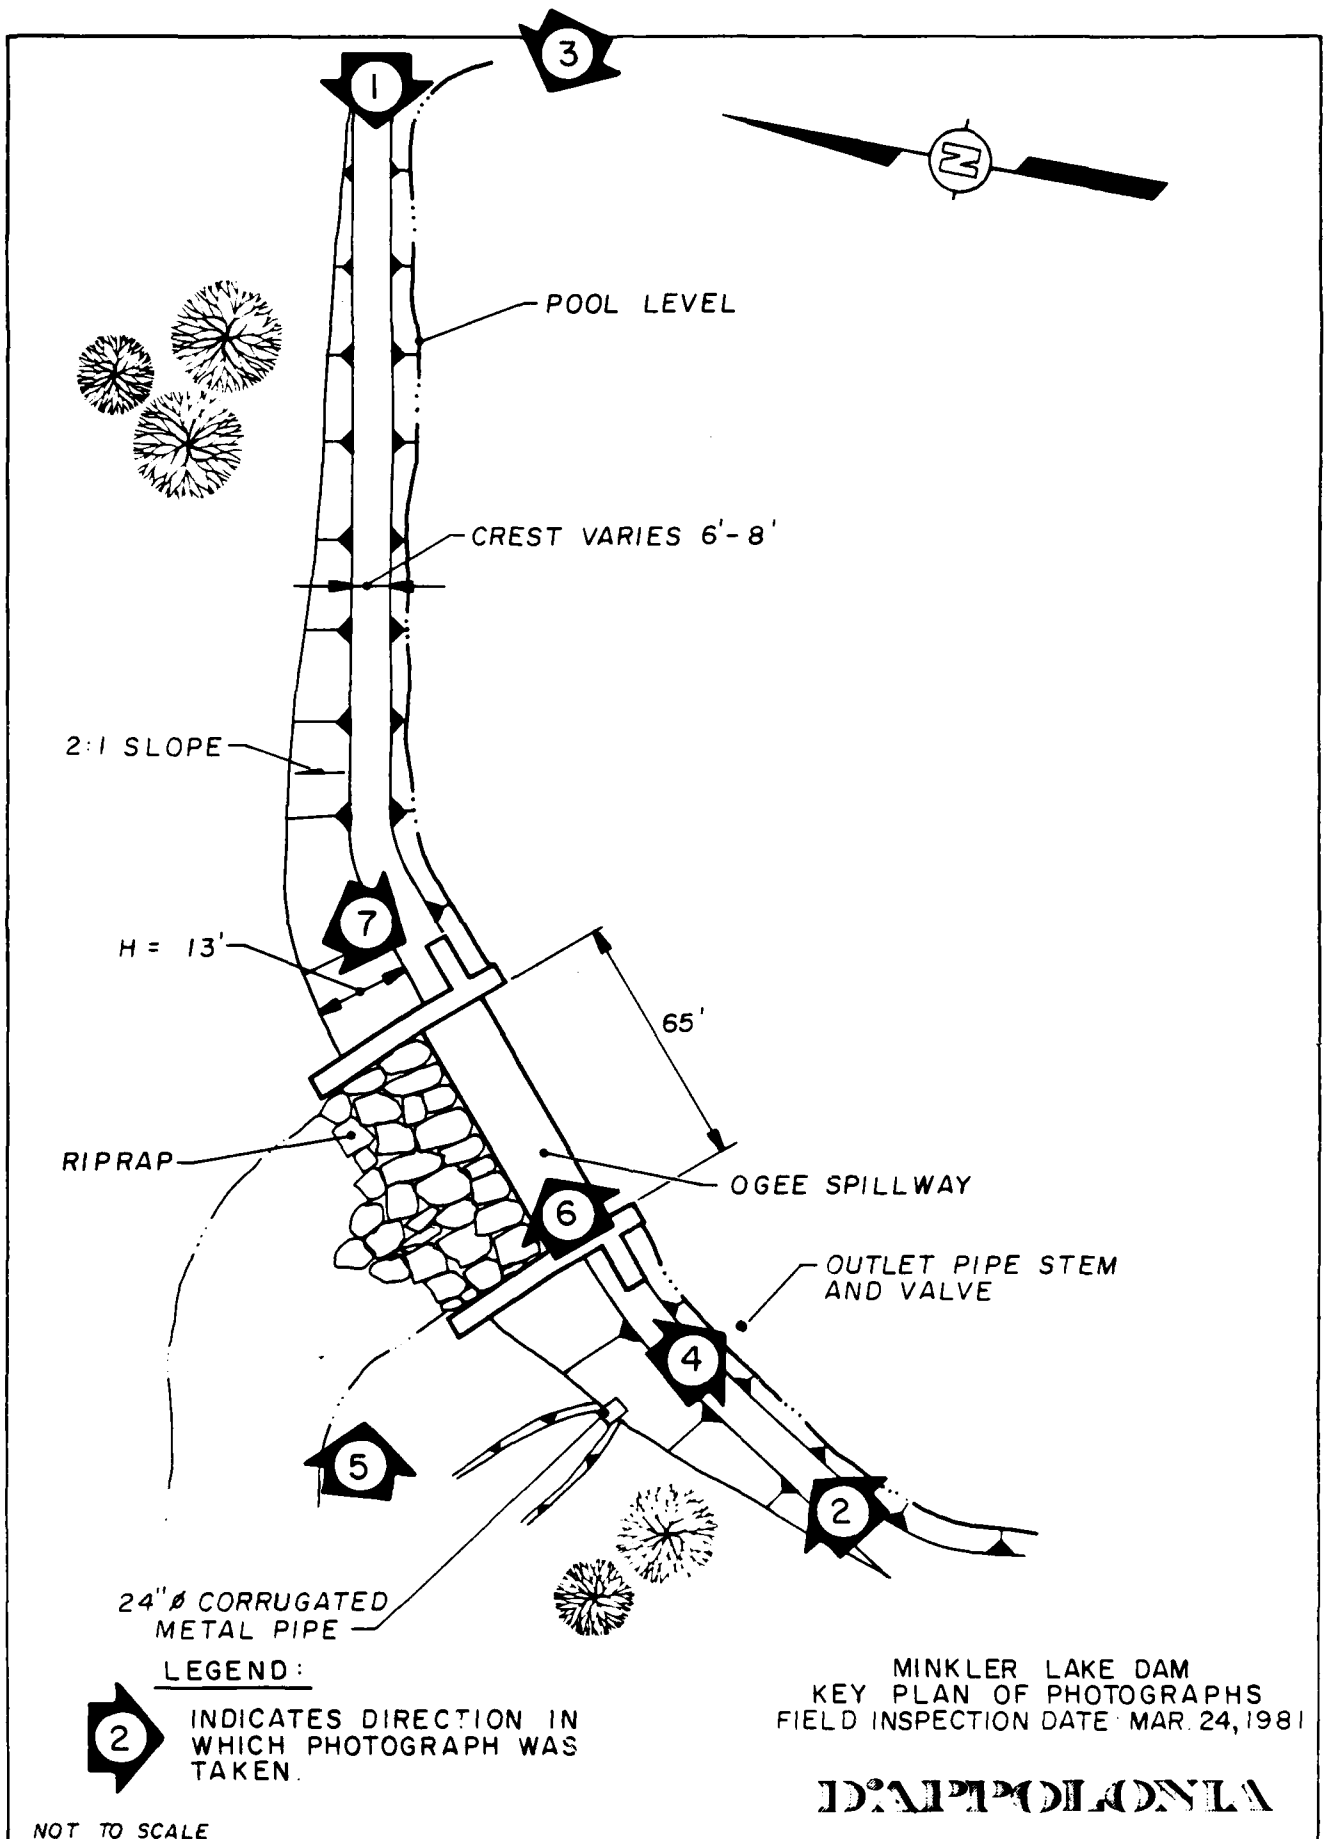 1
3
N
POOL LEVEL
CREST VARIES 6'-8'
2:1 SLOPE
7
H = 13'
65'
RIPRAP
OGEE SPILLWAY
6
OUTLET PIPE STEM
AND VALVE
4
5
2
24"ø CORRUGATED
METAL PIPE
LEGEND:
2
INDICATES DIRECTION IN
WHICH PHOTOGRAPH WAS
TAKEN.
MINKLER LAKE DAM
KEY PLAN OF PHOTOGRAPHS
FIELD INSPECTION DATE MAR. 24, 1981
D'APPOLONIA
NOT TO SCALE